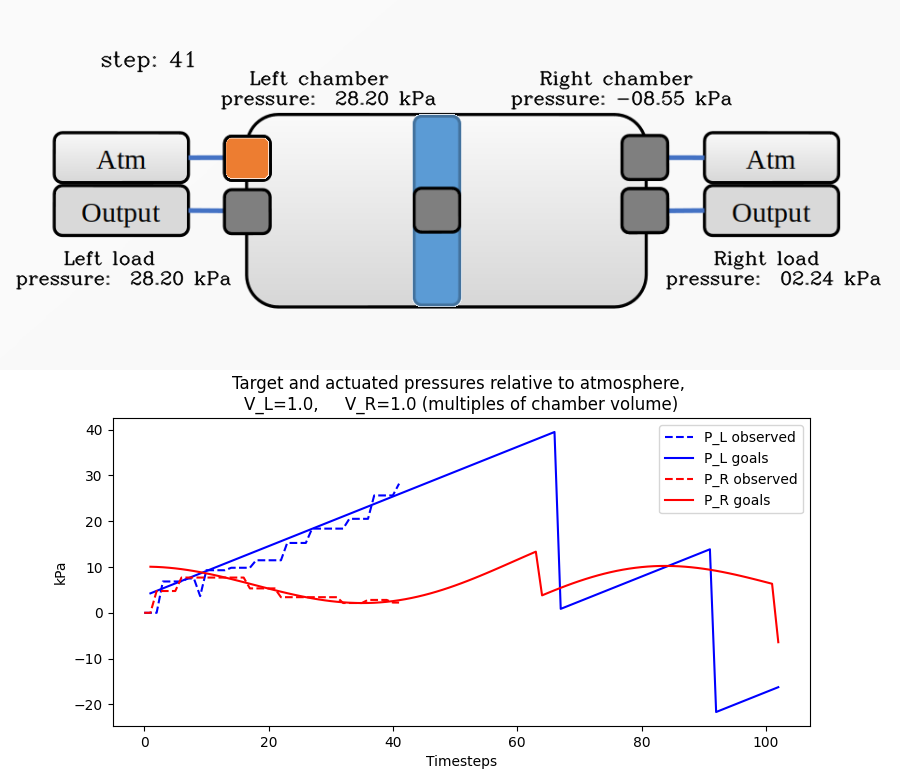 step: 41
Left chamber
pressure: 28.20 kPa
Right chamber
pressure: −08.55 kPa
Atm
Output
Atm
Output
Left load
pressure: 28.20 kPa
Right load
pressure: 02.24 kPa
Target and actuated pressures relative to atmosphere,
V_L=1.0, V_R=1.0 (multiples of chamber volume)
P_L observed
P_L goals
P_R observed
P_R goals
kPa
40
30
20
10
0
−10
−20
0 20 40 60 80 100
Timesteps